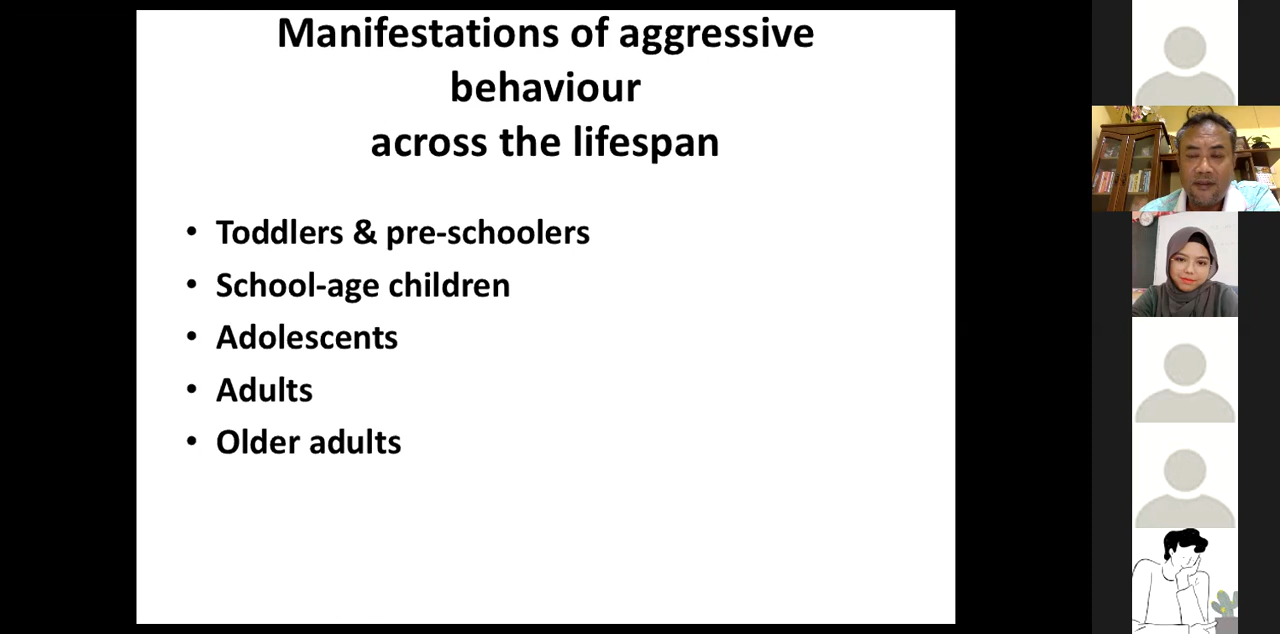 Manifestations of aggressive
behaviour
across the lifespan
• Toddlers & pre-schoolers
• School-age children
• Adolescents
• Adults
• Older adults